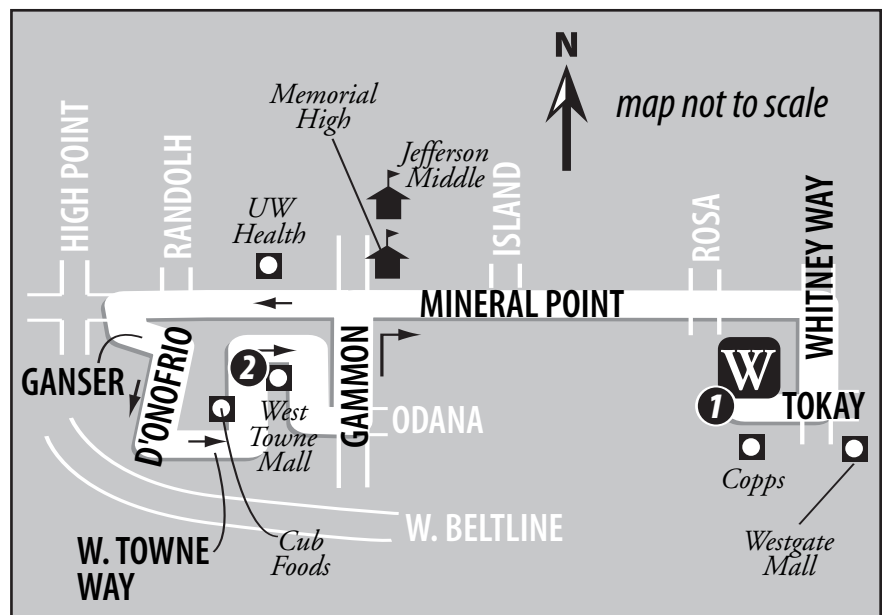 N
map not to scale
Memorial
High
Jefferson
Middle
HIGH POINT
RANDOLH
UW
Health
ISLAND
ROSA
WHITNEY WAY
MINERAL POINT
GANSER
D'ONOFRIO
2
West
Towne
Mall
GAMMON
ODANA
W
1
TOKAY
Copps
Westgate
Mall
W. BELTLINE
W. TOWNE
WAY
Cub
Foods